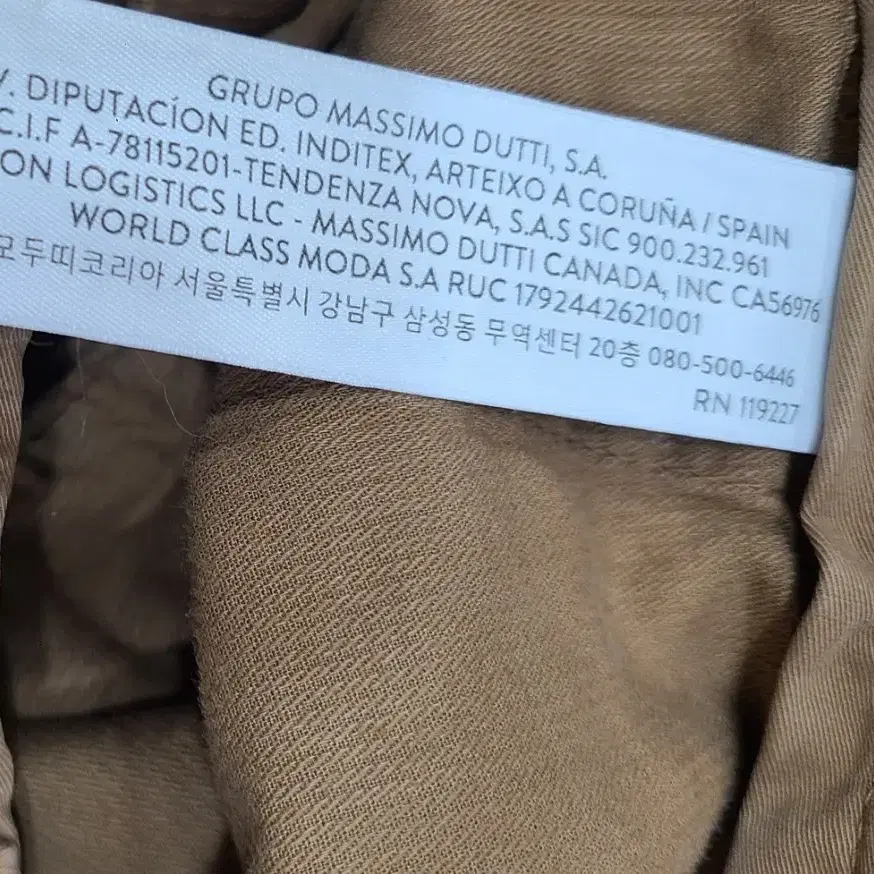 GRUPO MASSIMO DUTTI, S.A.
V. DIPUTACÍON ED. INDITEX, ARTEIXO A CORUÑA / SPAIN
C.I.F A-78115201-TENDENZA NOVA, S.A.S SIC 900.232.961
ON LOGISTICS LLC - MASSIMO DUTTI CANADA, INC CA56976
WORLD CLASS MODA S.A RUC 1792442621001
모두띠코리아 서울특별시 강남구 삼성동 무역센터 20층 080-500-6446
RN 119227